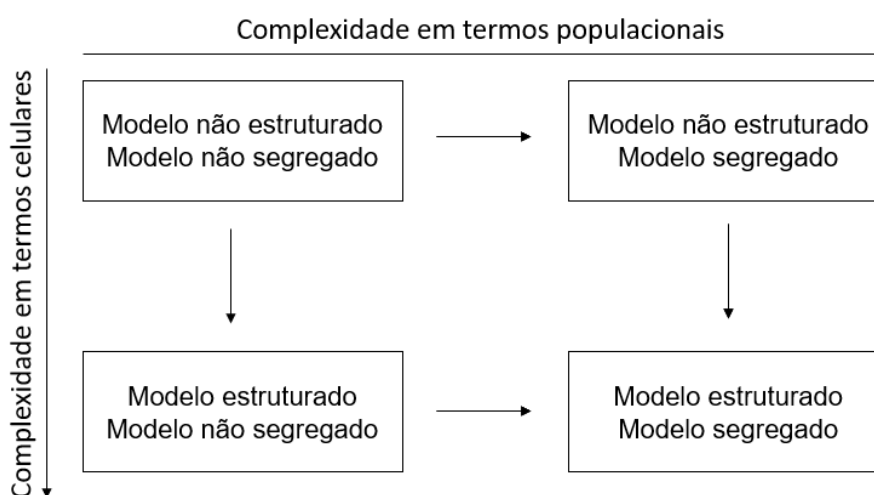 Complexidade em termos populacionais
Complexidade em termos celulares
Modelo não estruturado
Modelo não segregado
Modelo não estruturado
Modelo segregado
Modelo estruturado
Modelo não segregado
Modelo estruturado
Modelo segregado